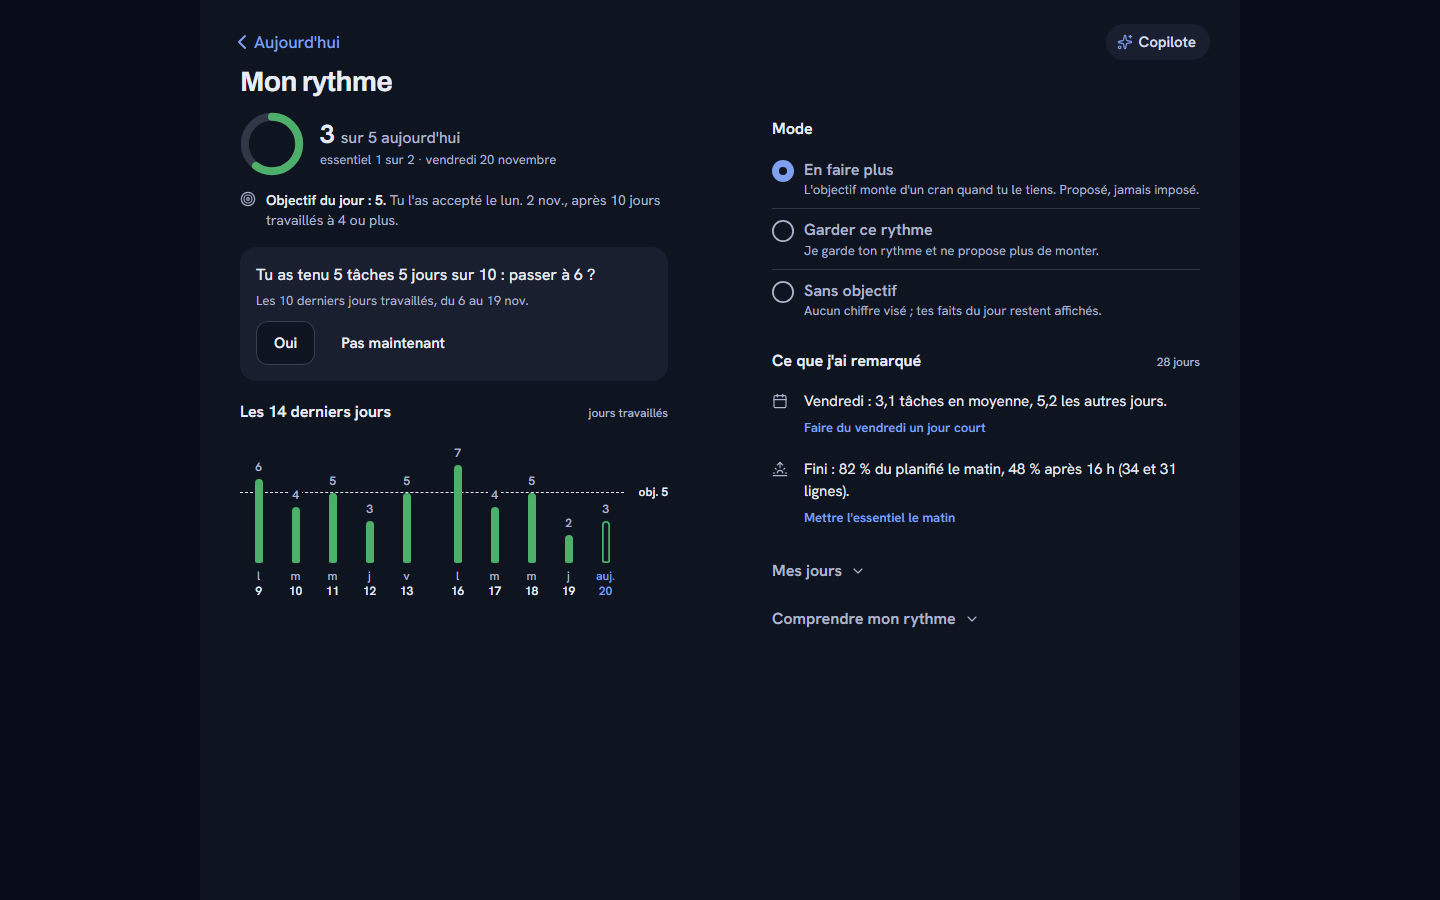 Aujourd'hui
Copilote
Mon rythme
3 sur 5 aujourd'hui
essentiel 1 sur 2 · vendredi 20 novembre
Objectif du jour : 5. Tu l'as accepté le lun. 2 nov., après 10 jours
travaillés à 4 ou plus.
Tu as tenu 5 tâches 5 jours sur 10 : passer à 6 ?
Les 10 derniers jours travaillés, du 6 au 19 nov.
Oui
Pas maintenant
Les 14 derniers jours
jours travaillés
6 4 5 3 5 7 4 5 2 3
obj. 5
l m m j v l m m j auj.
9 10 11 12 13 16 17 18 19 20
Mode
En faire plus
L'objectif monte d'un cran quand tu le tiens. Proposé, jamais imposé.
Garder ce rythme
Je garde ton rythme et ne propose plus de monter.
Sans objectif
Aucun chiffre visé ; tes faits du jour restent affichés.
Ce que j'ai remarqué
28 jours
Vendredi : 3,1 tâches en moyenne, 5,2 les autres jours.
Faire du vendredi un jour court
Fini : 82 % du planifié le matin, 48 % après 16 h (34 et 31
lignes).
Mettre l'essentiel le matin
Mes jours
Comprendre mon rythme